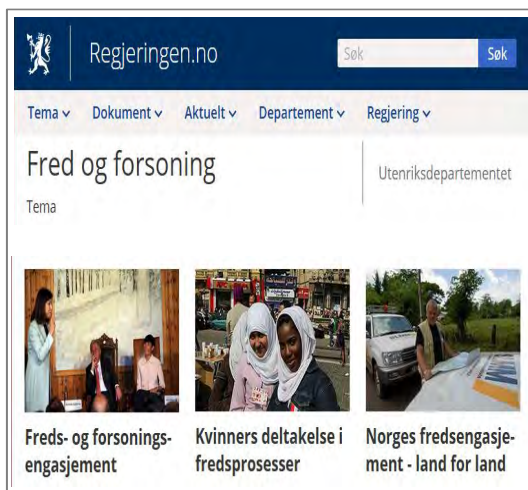 Regjeringen.no
Søk
Søk
Tema
Dokument
Aktuelt
Departement
Regjering
Fred og forsoning
Utenriksdepartementet
Tema
Freds- og forsonings-
engasjement
Kvinners deltakelse i
fredsprosesser
Norges fredsengasje-
ment - land for land